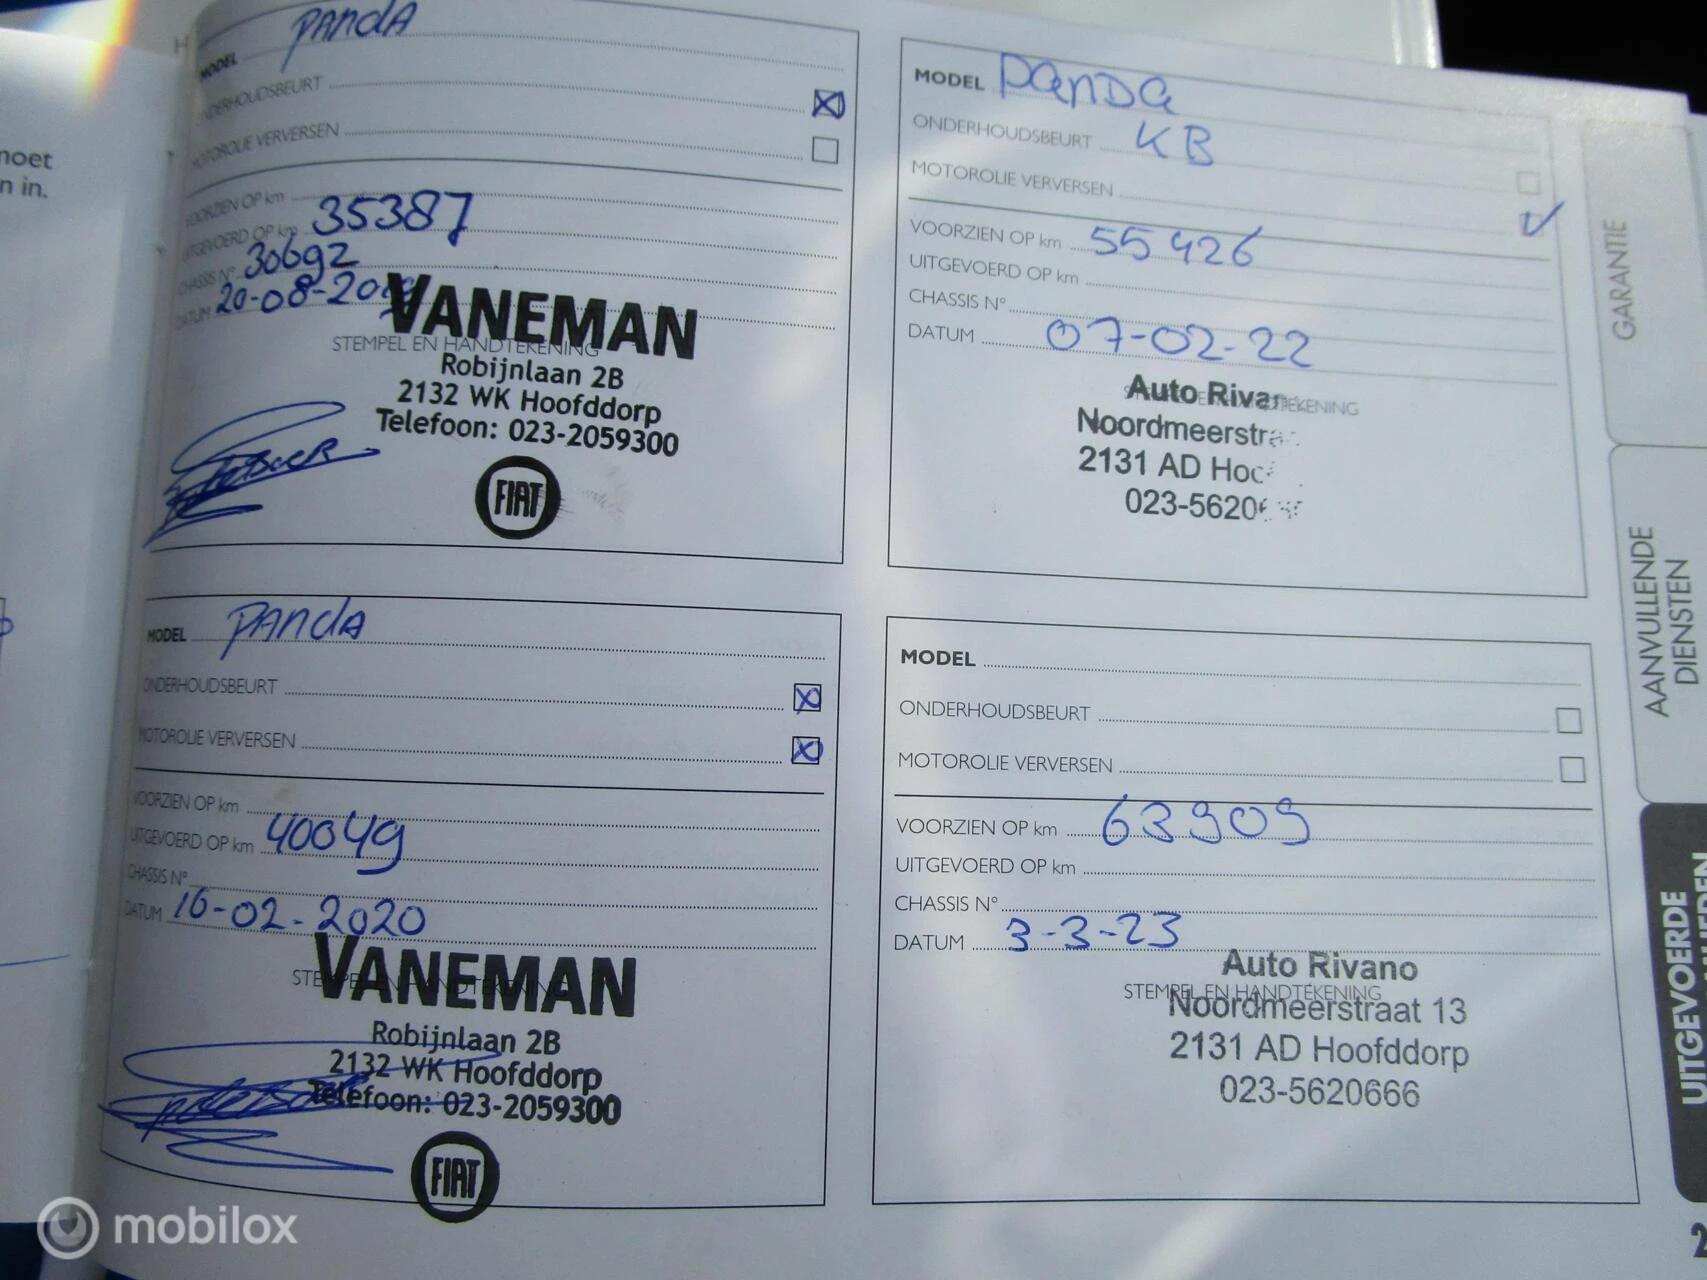 noet
n in.
MODEL PANdA
ONDERHOUDSBEURT
MOTOROLIE VERVERSEN
VOORZIEN OP km
UITGEVOERD OP km 35387
CHASSIS N° 30692
DATUM 20-08-2019
STEMPEL EN HANDTEKENING
VANEMAN
Robijnlaan 2B
2132 WK Hoofddorp
Telefoon: 023-2059300
FIAT
MODEL PANDA
ONDERHOUDSBEURT KB
MOTOROLIE VERVERSEN
VOORZIEN OP km 55426
UITGEVOERD OP km
CHASSIS N°
DATUM 07-02-22
Auto Rivan
Noordmeerstra
2131 AD Hoo
023-5620
MODEL PANdA
ONDERHOUDSBEURT
MOTOROLIE VERVERSEN
VOORZIEN OP km
UITGEVOERD OP km 40049
CHASSIS N°
DATUM 16-02-2020
VANEMAN
Robijnlaan 2B
2132 WK Hoofddorp
Telefoon: 023-2059300
FIAT
MODEL
ONDERHOUDSBEURT
MOTOROLIE VERVERSEN
VOORZIEN OP km 63909
UITGEVOERD OP km
CHASSIS N°
DATUM 3-3-23
STEMPEL EN HANDTEKENING
Auto Rivano
Noordmeerstraat 13
2131 AD Hoofddorp
023-5620666
GARANTIE
AANVULLENDE
DIENSTEN
UITGEVOERDE
2
mobilox